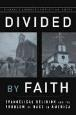 DIVIDED
BY FAITH
EVANGELICAL RELIGION AND THE
PROBLEM OF RACE IN AMERICA